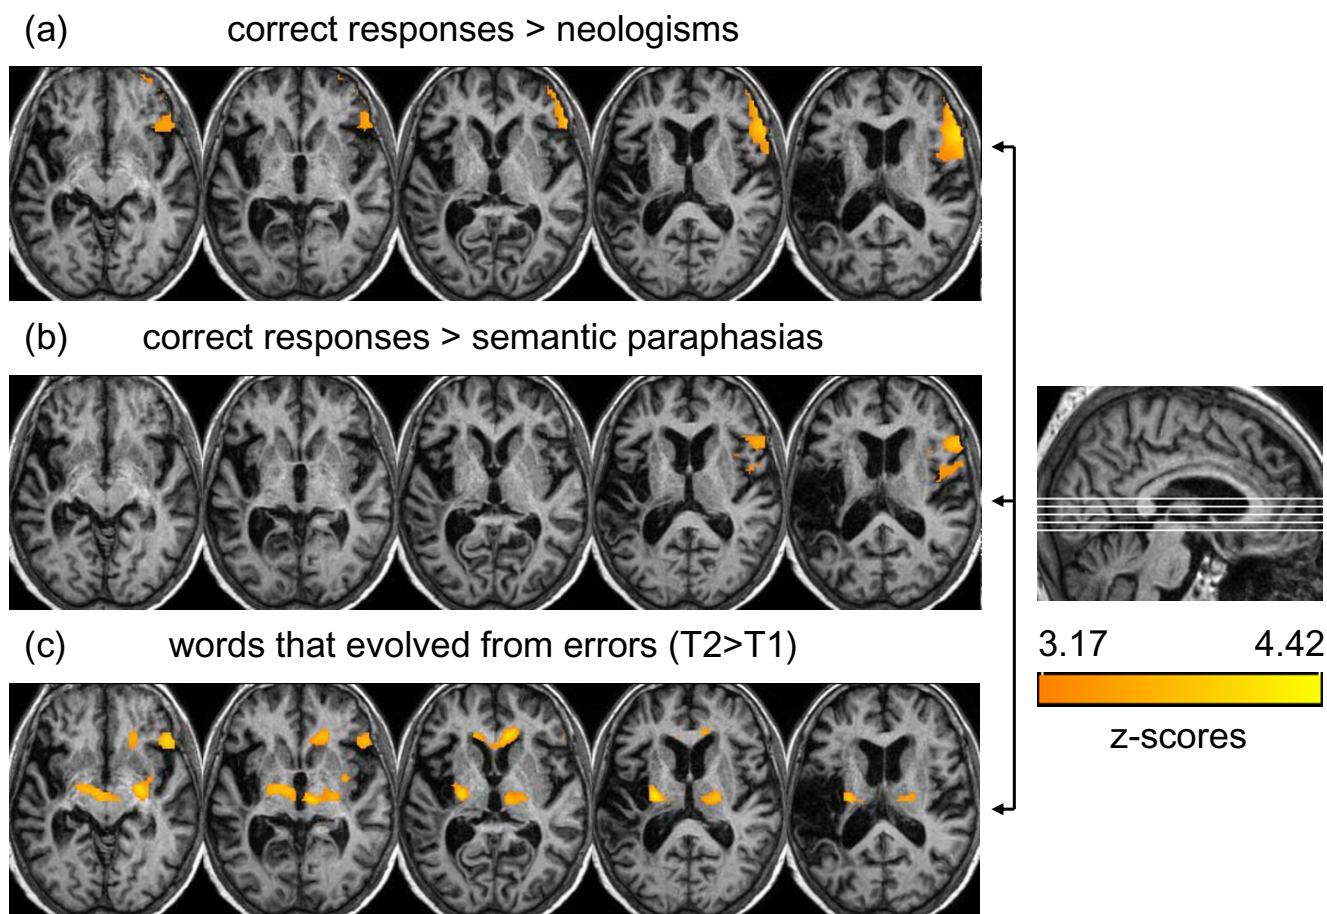 (a) correct responses > neologisms
(b) correct responses > semantic paraphasias
(c) words that evolved from errors (T2>T1)
3.17 4.42
z-scores